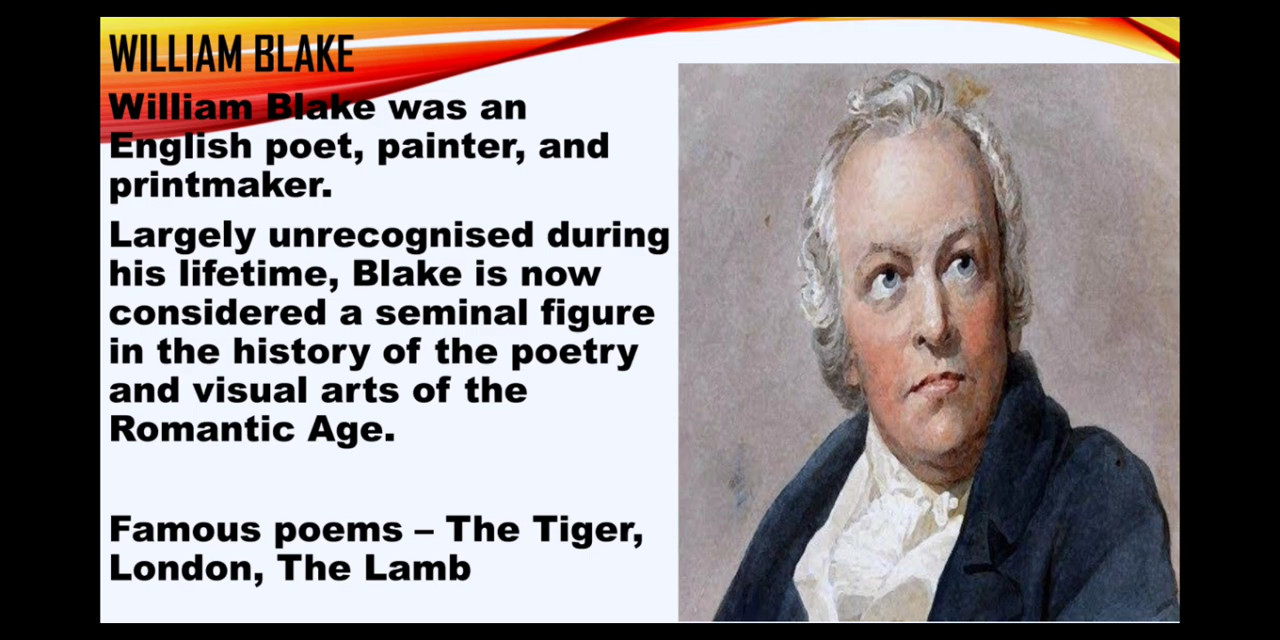 WILLIAM BLAKE
William Blake was an
English poet, painter, and
printmaker.
Largely unrecognised during
his lifetime, Blake is now
considered a seminal figure
in the history of the poetry
and visual arts of the
Romantic Age.
Famous poems – The Tiger,
London, The Lamb